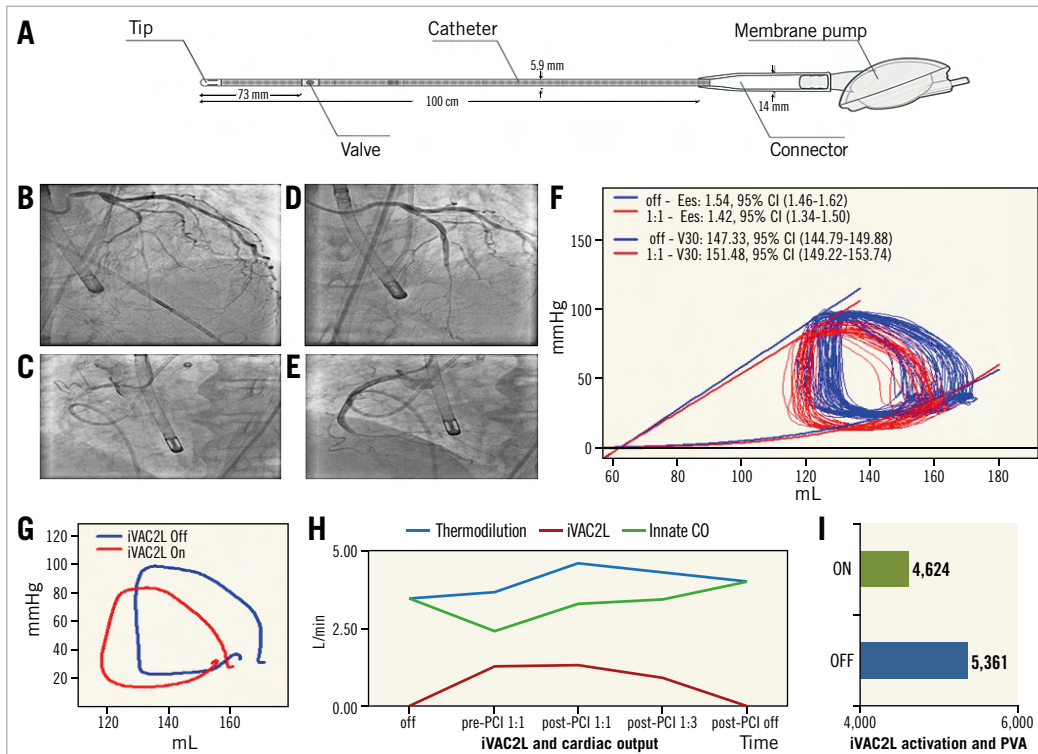 A
Tip
Catheter
Membrane pump
5.9 mm
73 mm
100 cm
14 mm
Valve
Connector
B
D
C
E
F
off - Ees: 1.54, 95% CI (1.46-1.62)
1:1 - Ees: 1.42, 95% CI (1.34-1.50)
off - V30: 147.33, 95% CI (144.79-149.88)
1:1 - V30: 151.48, 95% CI (149.22-153.74)
mmHg
150
100
50
0
60 80 100 120 140 160 180
mL
G
iVAC2L Off
iVAC2L On
mmHg
120
100
80
60
40
20
120 140 160
mL
H
Thermodilution iVAC2L Innate CO
L/min
5.00
2.50
0.00
off pre-PCI 1:1 post-PCI 1:1 post-PCI 1:3 post-PCI off
iVAC2L and cardiac output Time
I
ON
4,624
OFF
5,361
4,000 6,000
iVAC2L activation and PVA